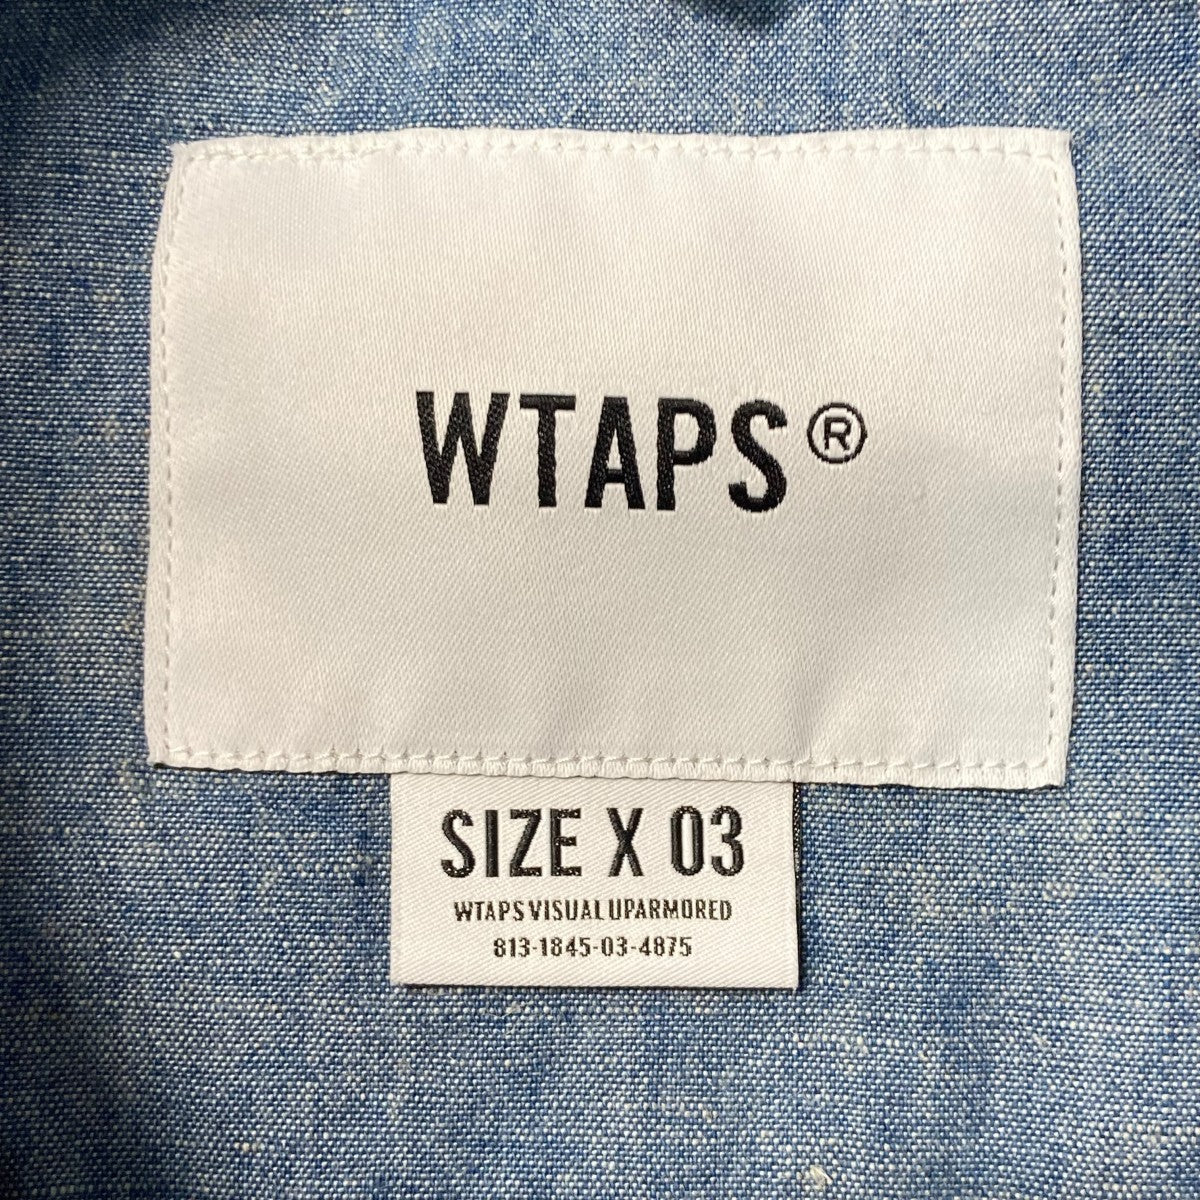 WTAPS®
SIZE X 03
WTAPS VISUAL UPARMORED
813-1845-03-4875